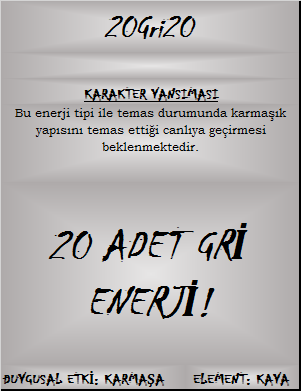 20Gri20
KARAKTER YANSIMASI
Bu enerji tipi ile temas durumunda karmaşık
yapısını temas ettiği canlıya geçirmesi
beklenmektedir.
20 ADET GRİ
ENERJİ!
DUYGUSAL ETKİ: KARMAŞA ELEMENT: KAYA